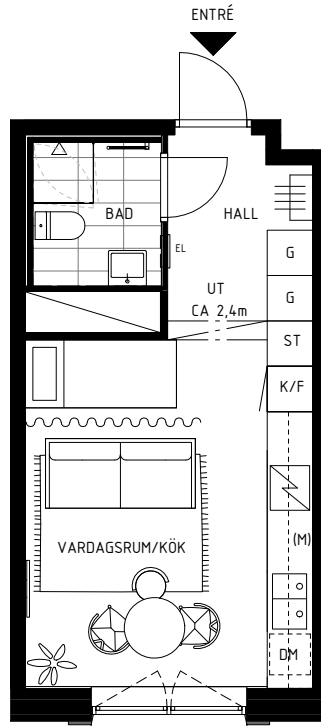 ENTRÉ
BAD
HALL
EL
G
UT
CA 2,4m
G
ST
K/F
VARDAGSRUM/KÖK
(M)
DM